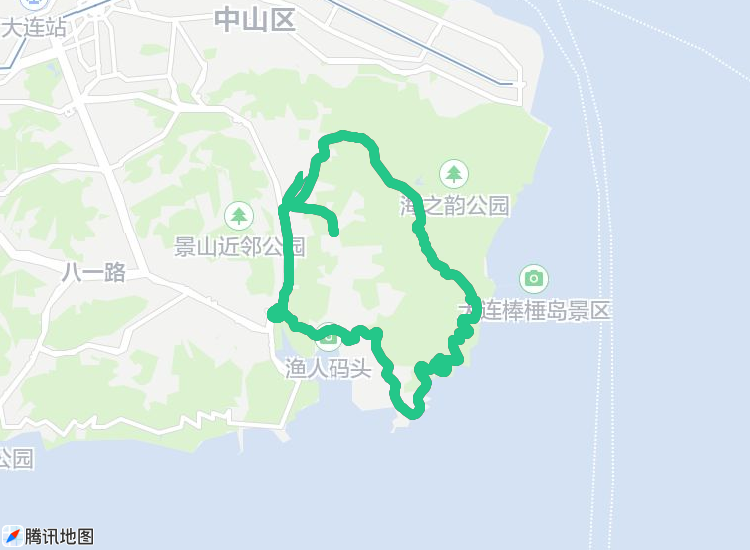 中山区
大连站
海之韵公园
景山近邻公园
八一路
大连棒棰岛景区
渔人码头
公园
腾讯地图